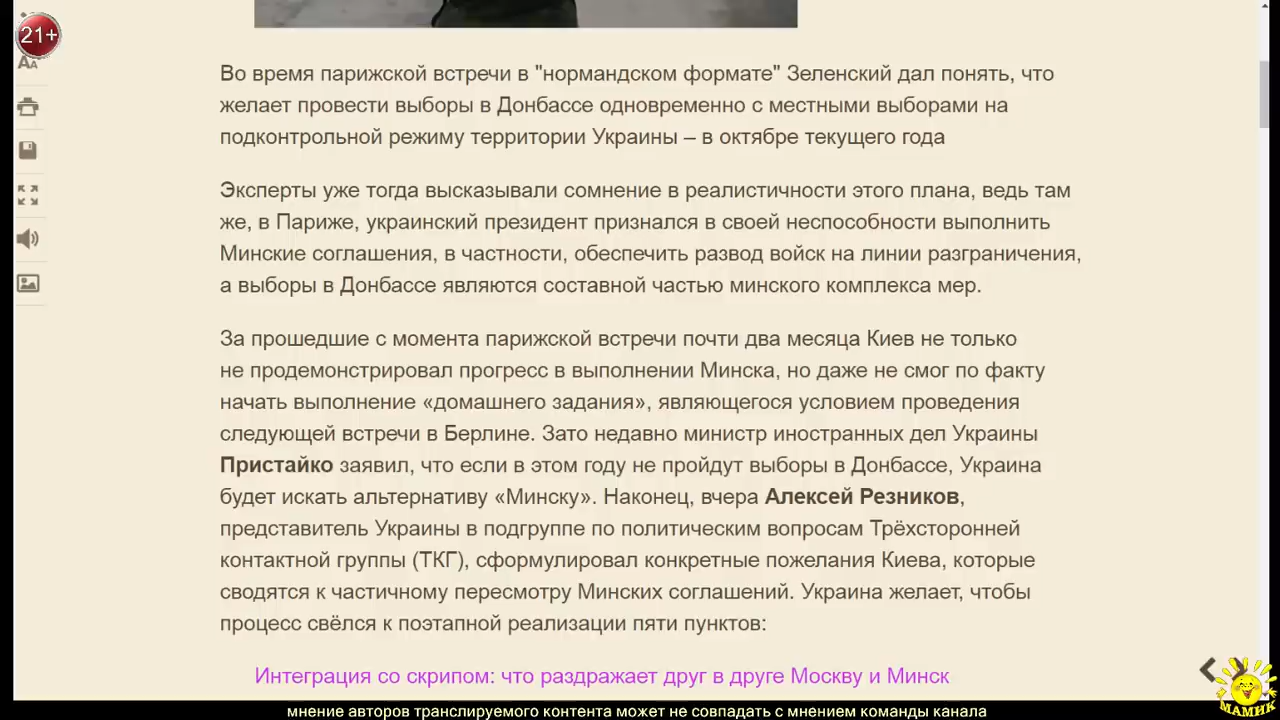 21+
AA
Во время парижской встречи в "нормандском формате" Зеленский дал понять, что
желает провести выборы в Донбассе одновременно с местными выборами на
подконтрольной режиму территории Украины – в октябре текущего года
Эксперты уже тогда высказывали сомнение в реалистичности этого плана, ведь там
же, в Париже, украинский президент признался в своей неспособности выполнить
Минские соглашения, в частности, обеспечить развод войск на линии разграничения,
а выборы в Донбассе являются составной частью минского комплекса мер.
За прошедшие с момента парижской встречи почти два месяца Киев не только
не продемонстрировал прогресс в выполнении Минска, но даже не смог по факту
начать выполнение «домашнего задания», являющегося условием проведения
следующей встречи в Берлине. Зато недавно министр иностранных дел Украины
Пристайко заявил, что если в этом году не пройдут выборы в Донбассе, Украина
будет искать альтернативу «Минску». Наконец, вчера Алексей Резников,
представитель Украины в подгруппе по политическим вопросам Трёхсторонней
контактной группы (ТКГ), сформулировал конкретные пожелания Киева, которые
сводятся к частичному пересмотру Минских соглашений. Украина желает, чтобы
процесс свёлся к поэтапной реализации пяти пунктов:
Интеграция со скрипом: что раздражает друг в друге Москву и Минск
МАМИК
мнение авторов транслируемого контента может не совпадать с мнением команды канала